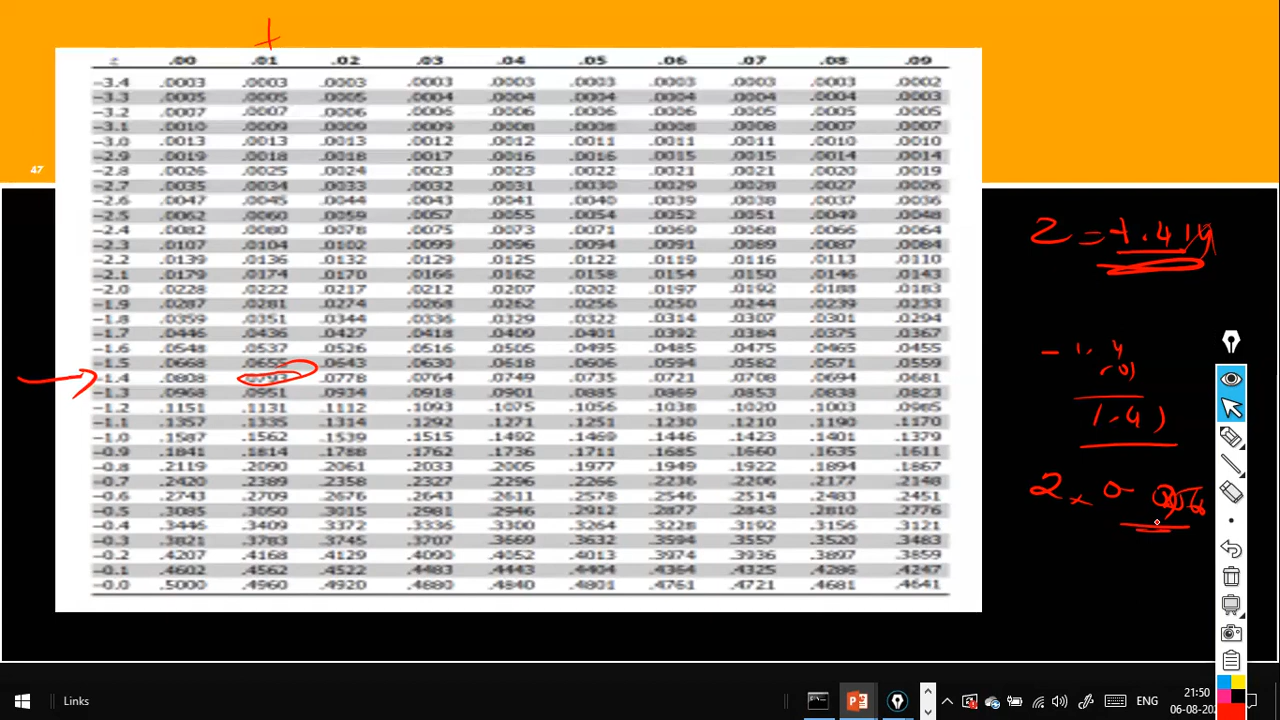 z .00 .01 .02 .03 .04 .05 .06 .07 .08 .09
−3.4 .0003 .0003 .0003 .0003 .0003 .0003 .0003 .0003 .0003 .0002
−3.3 .0005 .0005 .0005 .0004 .0004 .0004 .0004 .0004 .0004 .0003
−3.2 .0007 .0007 .0006 .0006 .0006 .0006 .0006 .0005 .0005 .0005
−3.1 .0010 .0009 .0009 .0009 .0008 .0008 .0008 .0008 .0007 .0007
−3.0 .0013 .0013 .0013 .0012 .0012 .0011 .0011 .0011 .0010 .0010
47
−2.9 .0019 .0018 .0018 .0017 .0016 .0016 .0015 .0015 .0014 .0014
−2.8 .0026 .0025 .0024 .0023 .0023 .0022 .0021 .0021 .0020 .0019
−2.7 .0035 .0034 .0033 .0032 .0031 .0030 .0029 .0028 .0027 .0026
−2.6 .0047 .0045 .0044 .0043 .0041 .0040 .0039 .0038 .0037 .0036
−2.5 .0062 .0060 .0059 .0057 .0055 .0054 .0052 .0051 .0049 .0048
−2.4 .0082 .0080 .0078 .0075 .0073 .0071 .0069 .0068 .0066 .0064
−2.3 .0107 .0104 .0102 .0099 .0096 .0094 .0091 .0089 .0087 .0084
−2.2 .0139 .0136 .0132 .0129 .0125 .0122 .0119 .0116 .0113 .0110
−2.1 .0179 .0174 .0170 .0166 .0162 .0158 .0154 .0150 .0146 .0143
−2.0 .0228 .0222 .0217 .0212 .0207 .0202 .0197 .0192 .0188 .0183
−1.9 .0287 .0281 .0274 .0268 .0262 .0256 .0250 .0244 .0239 .0233
−1.8 .0359 .0351 .0344 .0336 .0329 .0322 .0314 .0307 .0301 .0294
−1.7 .0446 .0436 .0427 .0418 .0409 .0401 .0392 .0384 .0375 .0367
−1.6 .0548 .0537 .0526 .0516 .0505 .0495 .0485 .0475 .0465 .0455
−1.5 .0668 .0655 .0643 .0630 .0618 .0606 .0594 .0582 .0571 .0559
−1.4 .0808 .0793 .0778 .0764 .0749 .0735 .0721 .0708 .0694 .0681
−1.3 .0968 .0951 .0934 .0918 .0901 .0885 .0869 .0853 .0838 .0823
−1.2 .1151 .1131 .1112 .1093 .1075 .1056 .1038 .1020 .1003 .0985
−1.1 .1357 .1335 .1314 .1292 .1271 .1251 .1230 .1210 .1190 .1170
−1.0 .1587 .1562 .1539 .1515 .1492 .1469 .1446 .1423 .1401 .1379
−0.9 .1841 .1814 .1788 .1762 .1736 .1711 .1685 .1660 .1635 .1611
−0.8 .2119 .2090 .2061 .2033 .2005 .1977 .1949 .1922 .1894 .1867
−0.7 .2420 .2389 .2358 .2327 .2296 .2266 .2236 .2206 .2177 .2148
−0.6 .2743 .2709 .2676 .2643 .2611 .2578 .2546 .2514 .2483 .2451
−0.5 .3085 .3050 .3015 .2981 .2946 .2912 .2877 .2843 .2810 .2776
−0.4 .3446 .3409 .3372 .3336 .3300 .3264 .3228 .3192 .3156 .3121
−0.3 .3821 .3783 .3745 .3707 .3669 .3632 .3594 .3557 .3520 .3483
−0.2 .4207 .4168 .4129 .4090 .4052 .4013 .3974 .3936 .3897 .3859
−0.1 .4602 .4562 .4522 .4483 .4443 .4404 .4364 .4325 .4286 .4247
−0.0 .5000 .4960 .4920 .4880 .4840 .4801 .4761 .4721 .4681 .4641
- 1.4
1.41
Links
ENG
21:50